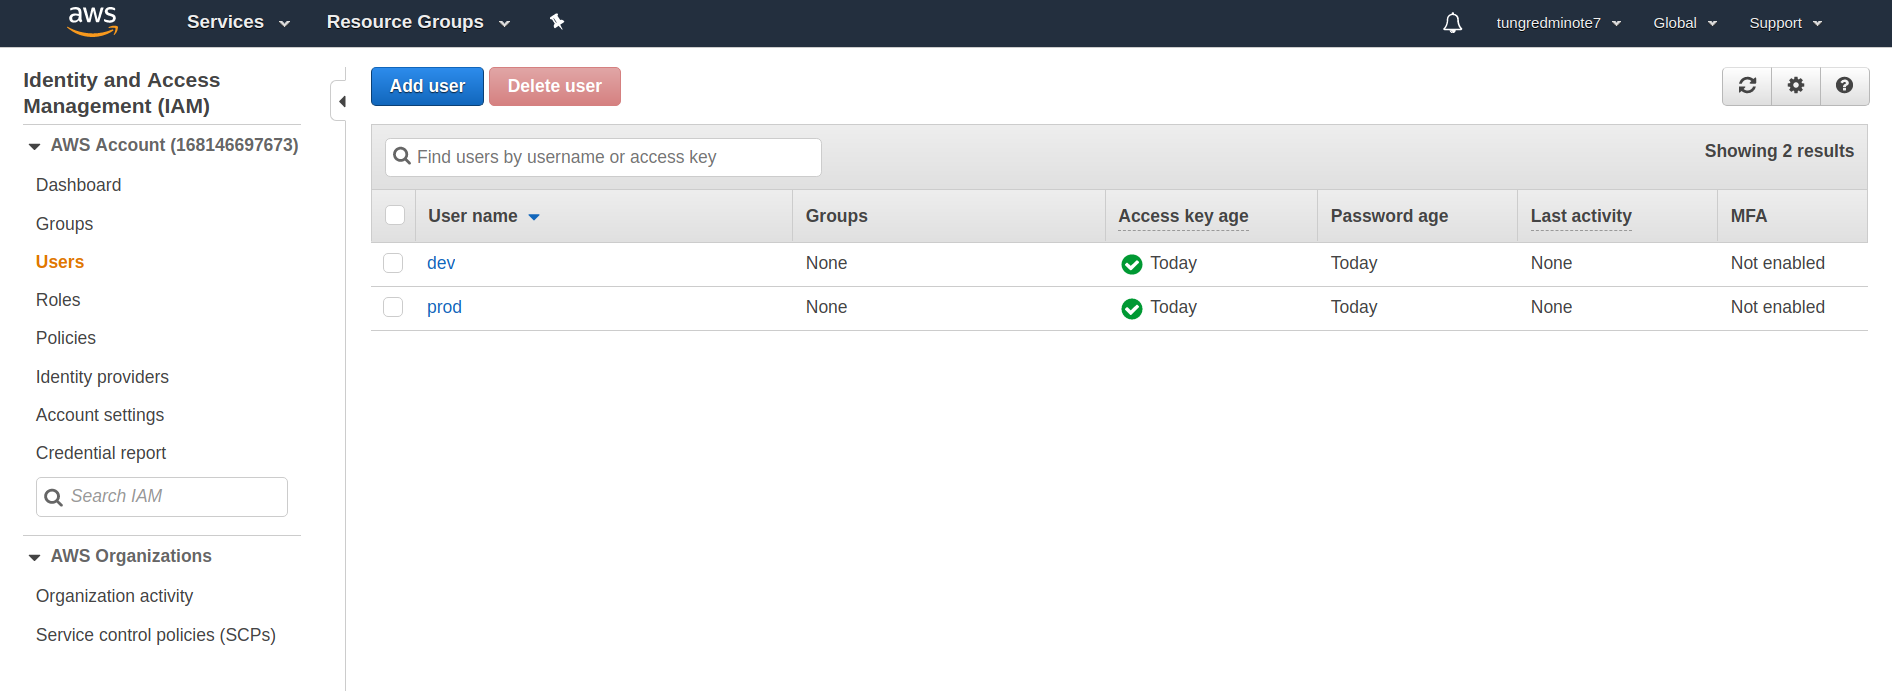 aws Services Resource Groups tungredminote7 Global Support
Identity and Access
Management (IAM)
AWS Account (168146697673)
Dashboard
Groups
Users
Roles
Policies
Identity providers
Account settings
Credential report
Search IAM
AWS Organizations
Organization activity
Service control policies (SCPs)
Add user Delete user
Find users by username or access key
Showing 2 results
User name Groups Access key age Password age Last activity MFA
dev None Today Today None Not enabled
prod None Today Today None Not enabled